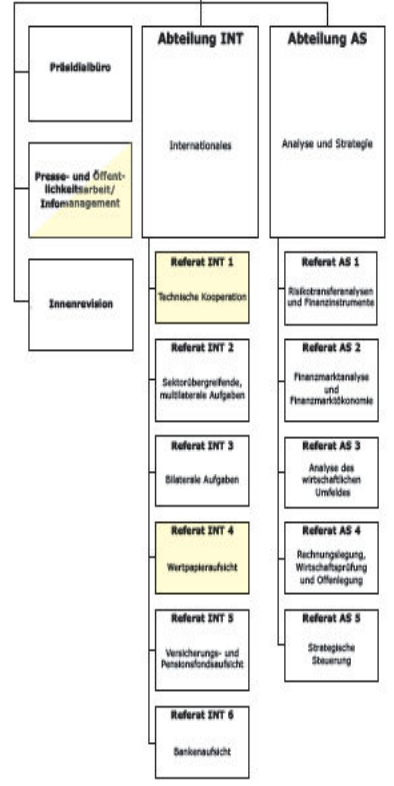 Präsidialbüro
Presse- und Öffent-
lichkeitsarbeit/
Infomanagement
Innenrevision
Abteilung INT
Internationales
Referat INT 1
Technische Kooperation
Referat INT 2
Sektorübergreifende,
multilaterale Aufgaben
Referat INT 3
Bilaterale Aufgaben
Referat INT 4
Wertpapieraufsicht
Referat INT 5
Versicherungs- und
Pensionsfondsaufsicht
Referat INT 6
Bankenaufsicht
Abteilung AS
Analyse und Strategie
Referat AS 1
Risikotransferanalysen
und Finanzinstrumente
Referat AS 2
Finanzmarktanalyse
und
Finanzmarktökonomie
Referat AS 3
Analyse des
wirtschaftlichen
Umfeldes
Referat AS 4
Rechnungslegung,
Wirtschaftsprüfung
und Offenlegung
Referat AS 5
Strategische
Steuerung